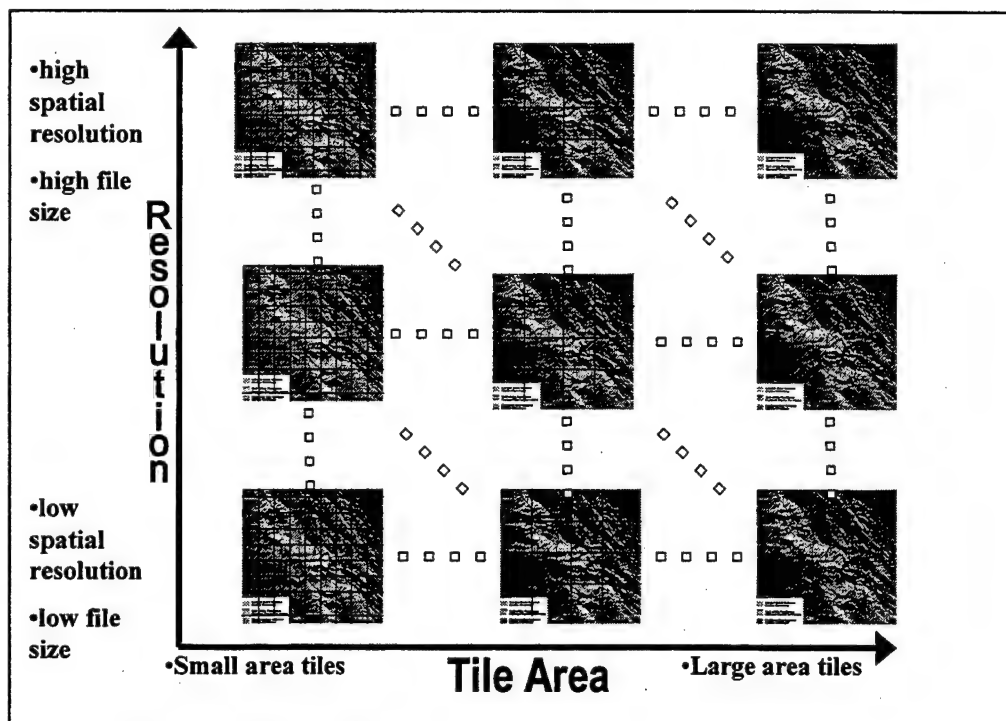 •high
spatial
resolution
•high file
size
Resolution
•low
spatial
resolution
•low file
size
•Small area tiles
Tile Area
•Large area tiles